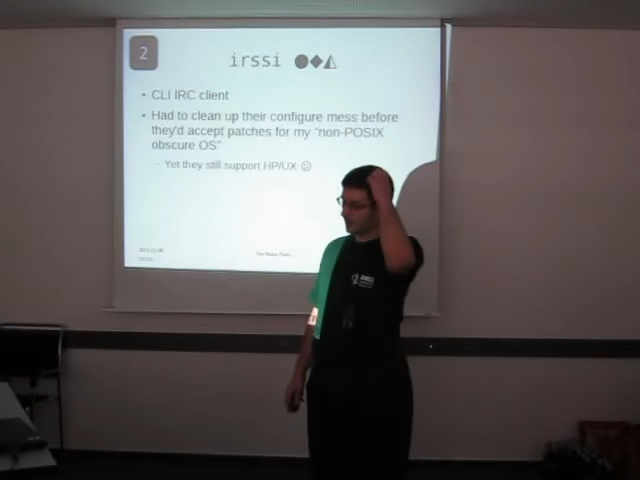 2
irssi ●◆◭
• CLI IRC client
• Had to clean up their configure mess before
they'd accept patches for my "non-POSIX
obscure OS"
– Yet they still support HP/UX ☹